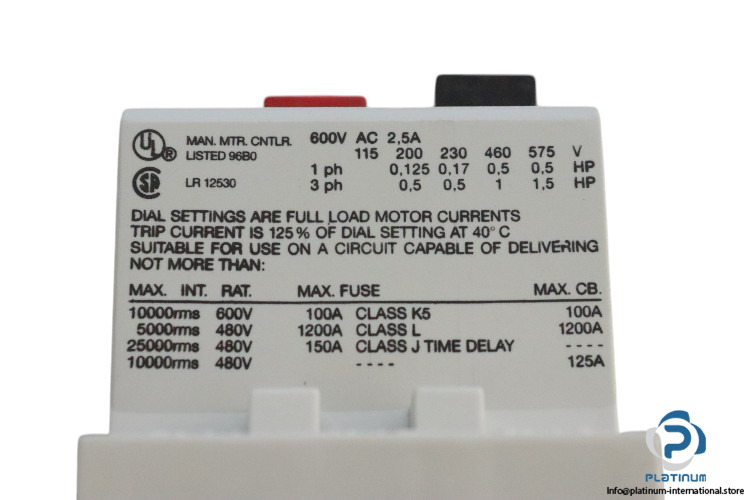 UL® MAN. MTR. CNTLR. 600V AC 2,5A
LISTED 96B0 115 200 230 460 575 V
1 ph 0,125 0,17 0,5 0,5 HP
SP LR 12530 3 ph 0,5 0,5 1 1,5 HP
DIAL SETTINGS ARE FULL LOAD MOTOR CURRENTS
TRIP CURRENT IS 125% OF DIAL SETTING AT 40°C
SUITABLE FOR USE ON A CIRCUIT CAPABLE OF DELIVERING
NOT MORE THAN:
MAX. INT. RAT. MAX. FUSE MAX. CB.
10000rms 600V 100A CLASS K5 100A
5000rms 480V 1200A CLASS L 1200A
25000rms 480V 150A CLASS J TIME DELAY ----
10000rms 480V ---- 125A
PLATINUM
Info@platinum-international.store